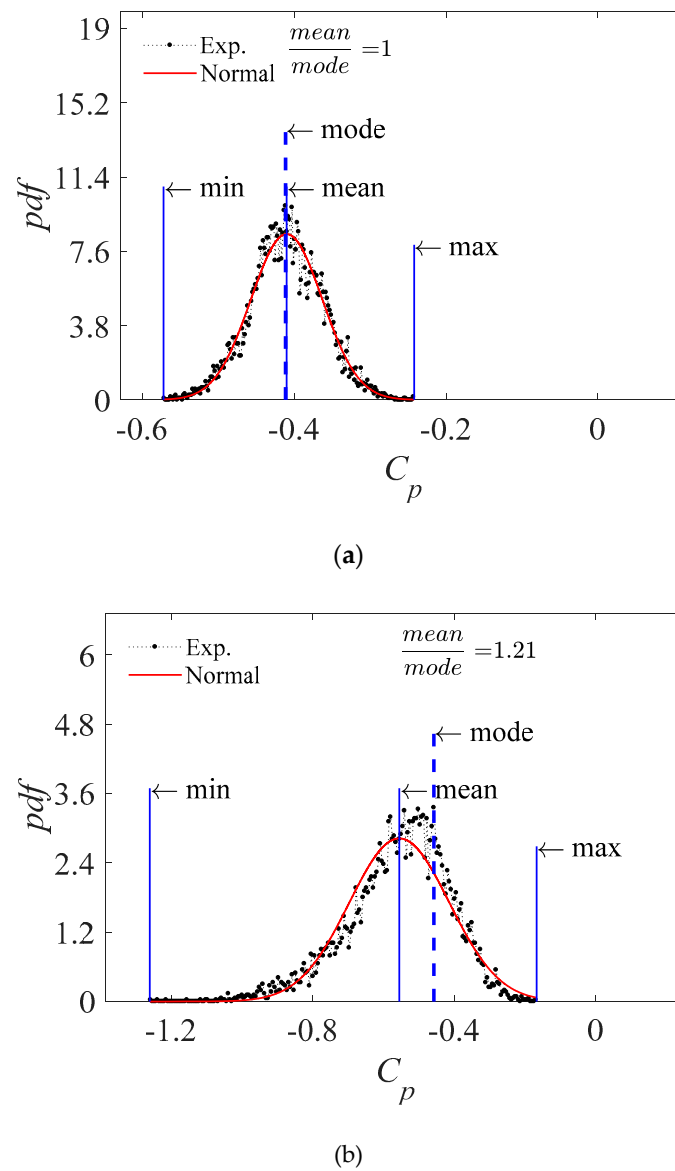 19
Exp.
mean
mode
=1
Normal
15.2
mode
11.4
min
mean
pdf
7.6
max
3.8
0
-0.6
-0.4
-0.2
0
C_p
(a)
6
Exp.
mean
mode
=1.21
Normal
4.8
mode
3.6
min
mean
pdf
2.4
max
1.2
0
-1.2
-0.8
-0.4
0
C_p
(b)